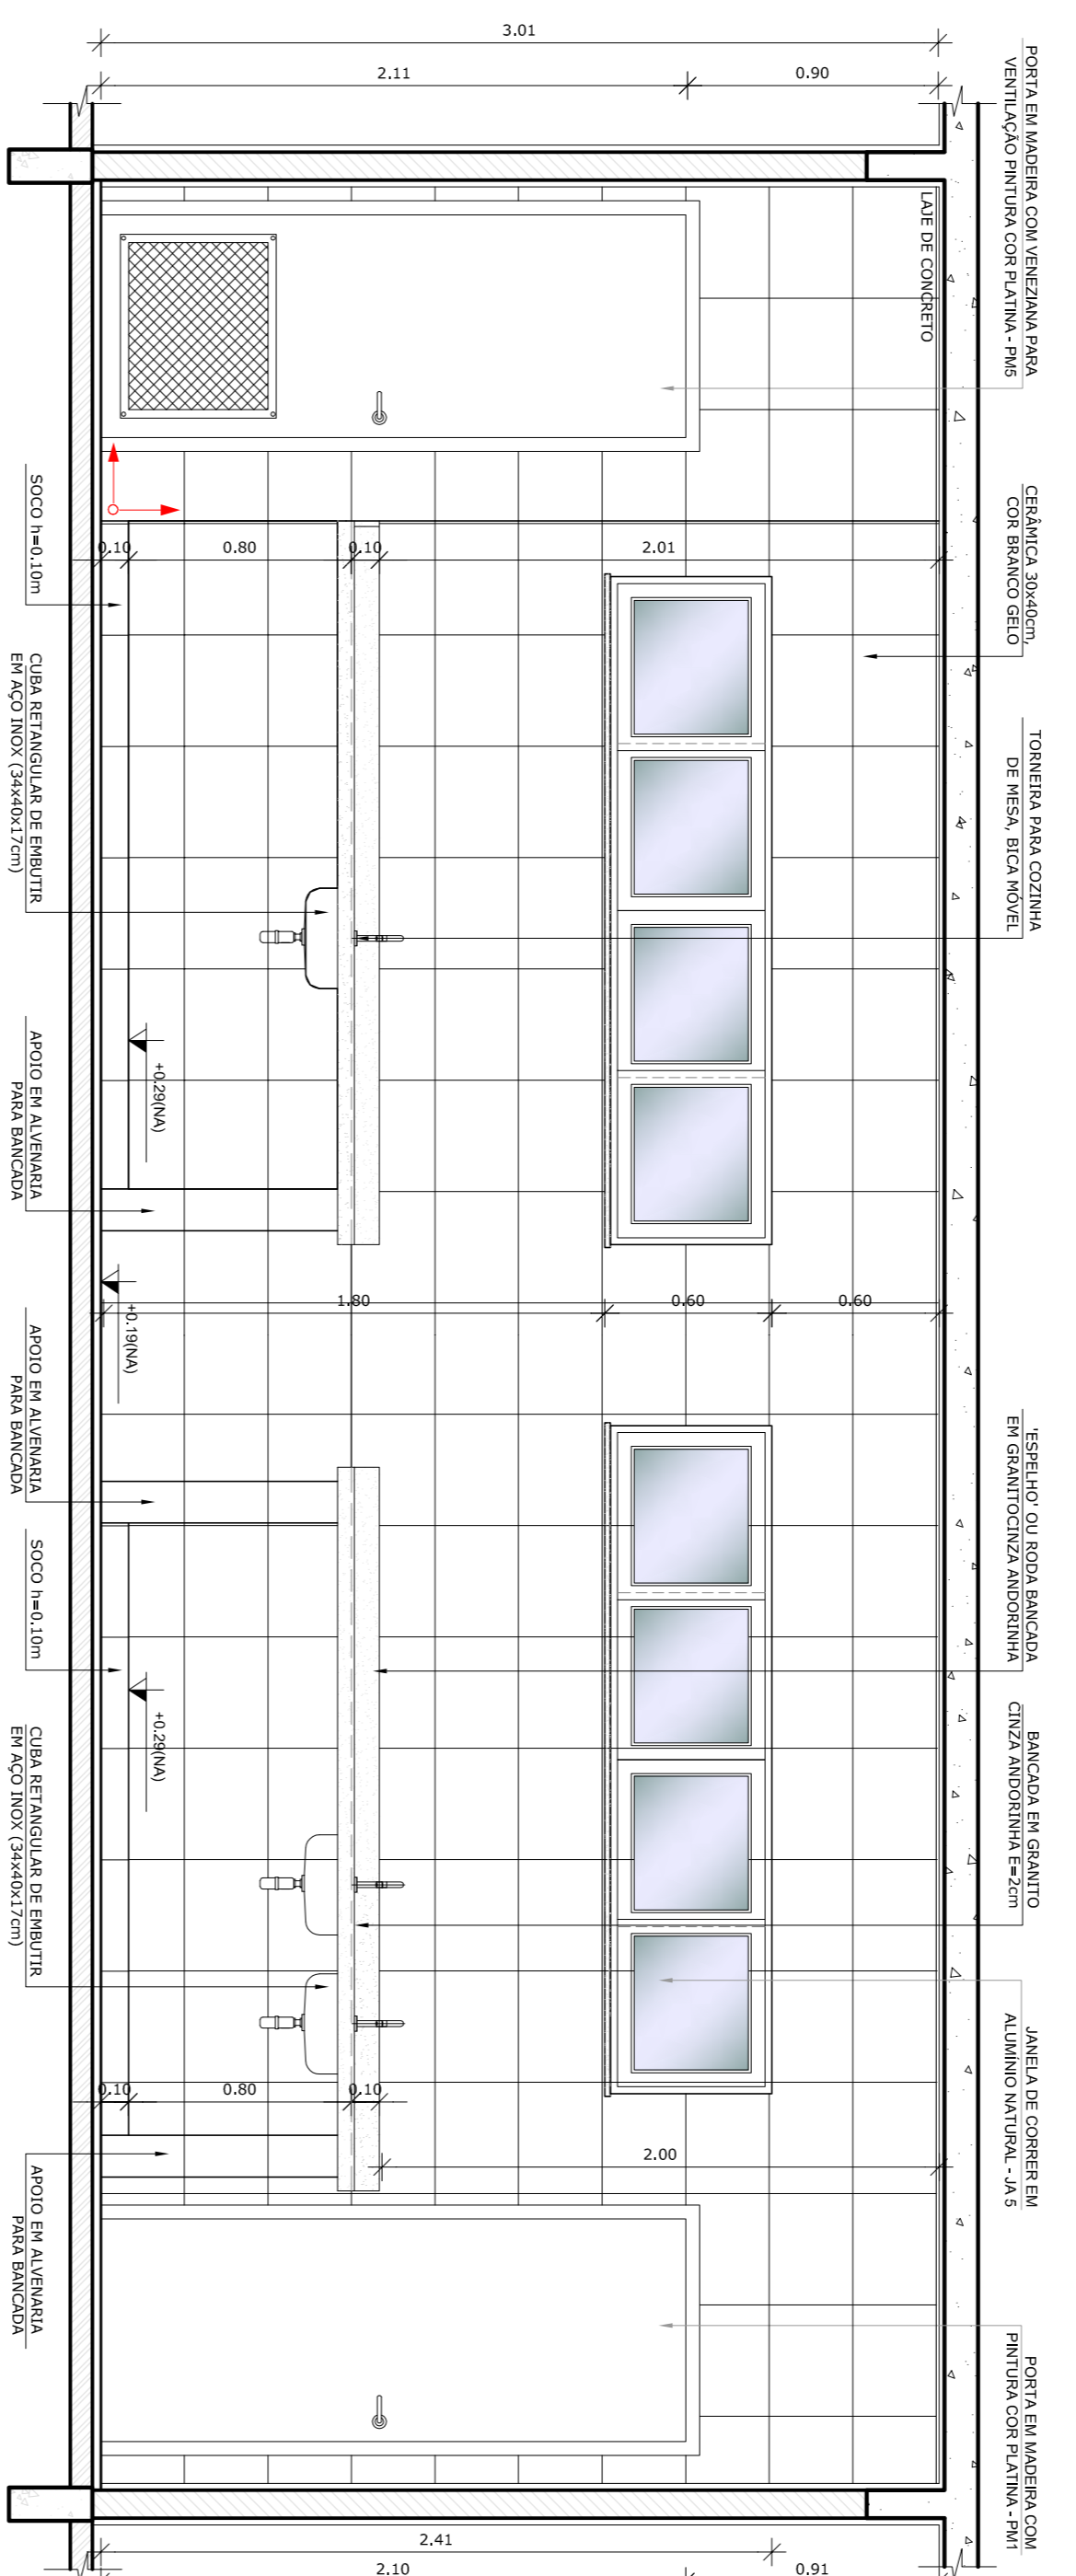 PORTA EM MADEIRA COM VENEZIANA PARA
VENTILAÇÃO PINTURA COR PLATINA - PM5
CERÂMICA 30x40cm,
COR BRANCO GELO
TORNEIRA PARA COZINHA
DE MESA, BICA MÓVEL
'ESPELHO' OU RODA BANCADA
EM GRANITOCINZA ANDORINHA
BANCADA EM GRANITO
CINZA ANDORINHA E=2cm
JANELA DE CORRER EM
ALUMÍNIO NATURAL - JA 5
PORTA EM MADEIRA COM
PINTURA COR PLATINA - PM1
3.01
2.11
0.90
LAJE DE CONCRETO
2.01
0.10
0.80
0.10
0.60
0.60
1.80
2.00
0.10
0.80
0.10
+0.29(NA)
+0.19(NA)
+0.29(NA)
2.41
0.91
2.10
SOCO h=0.10m
CUBA RETANGULAR DE EMBUTIR
EM AÇO INOX (34x40x17cm)
APOIO EM ALVENARIA
PARA BANCADA
APOIO EM ALVENARIA
PARA BANCADA
SOCO h=0.10m
CUBA RETANGULAR DE EMBUTIR
EM AÇO INOX (34x40x17cm)
APOIO EM ALVENARIA
PARA BANCADA